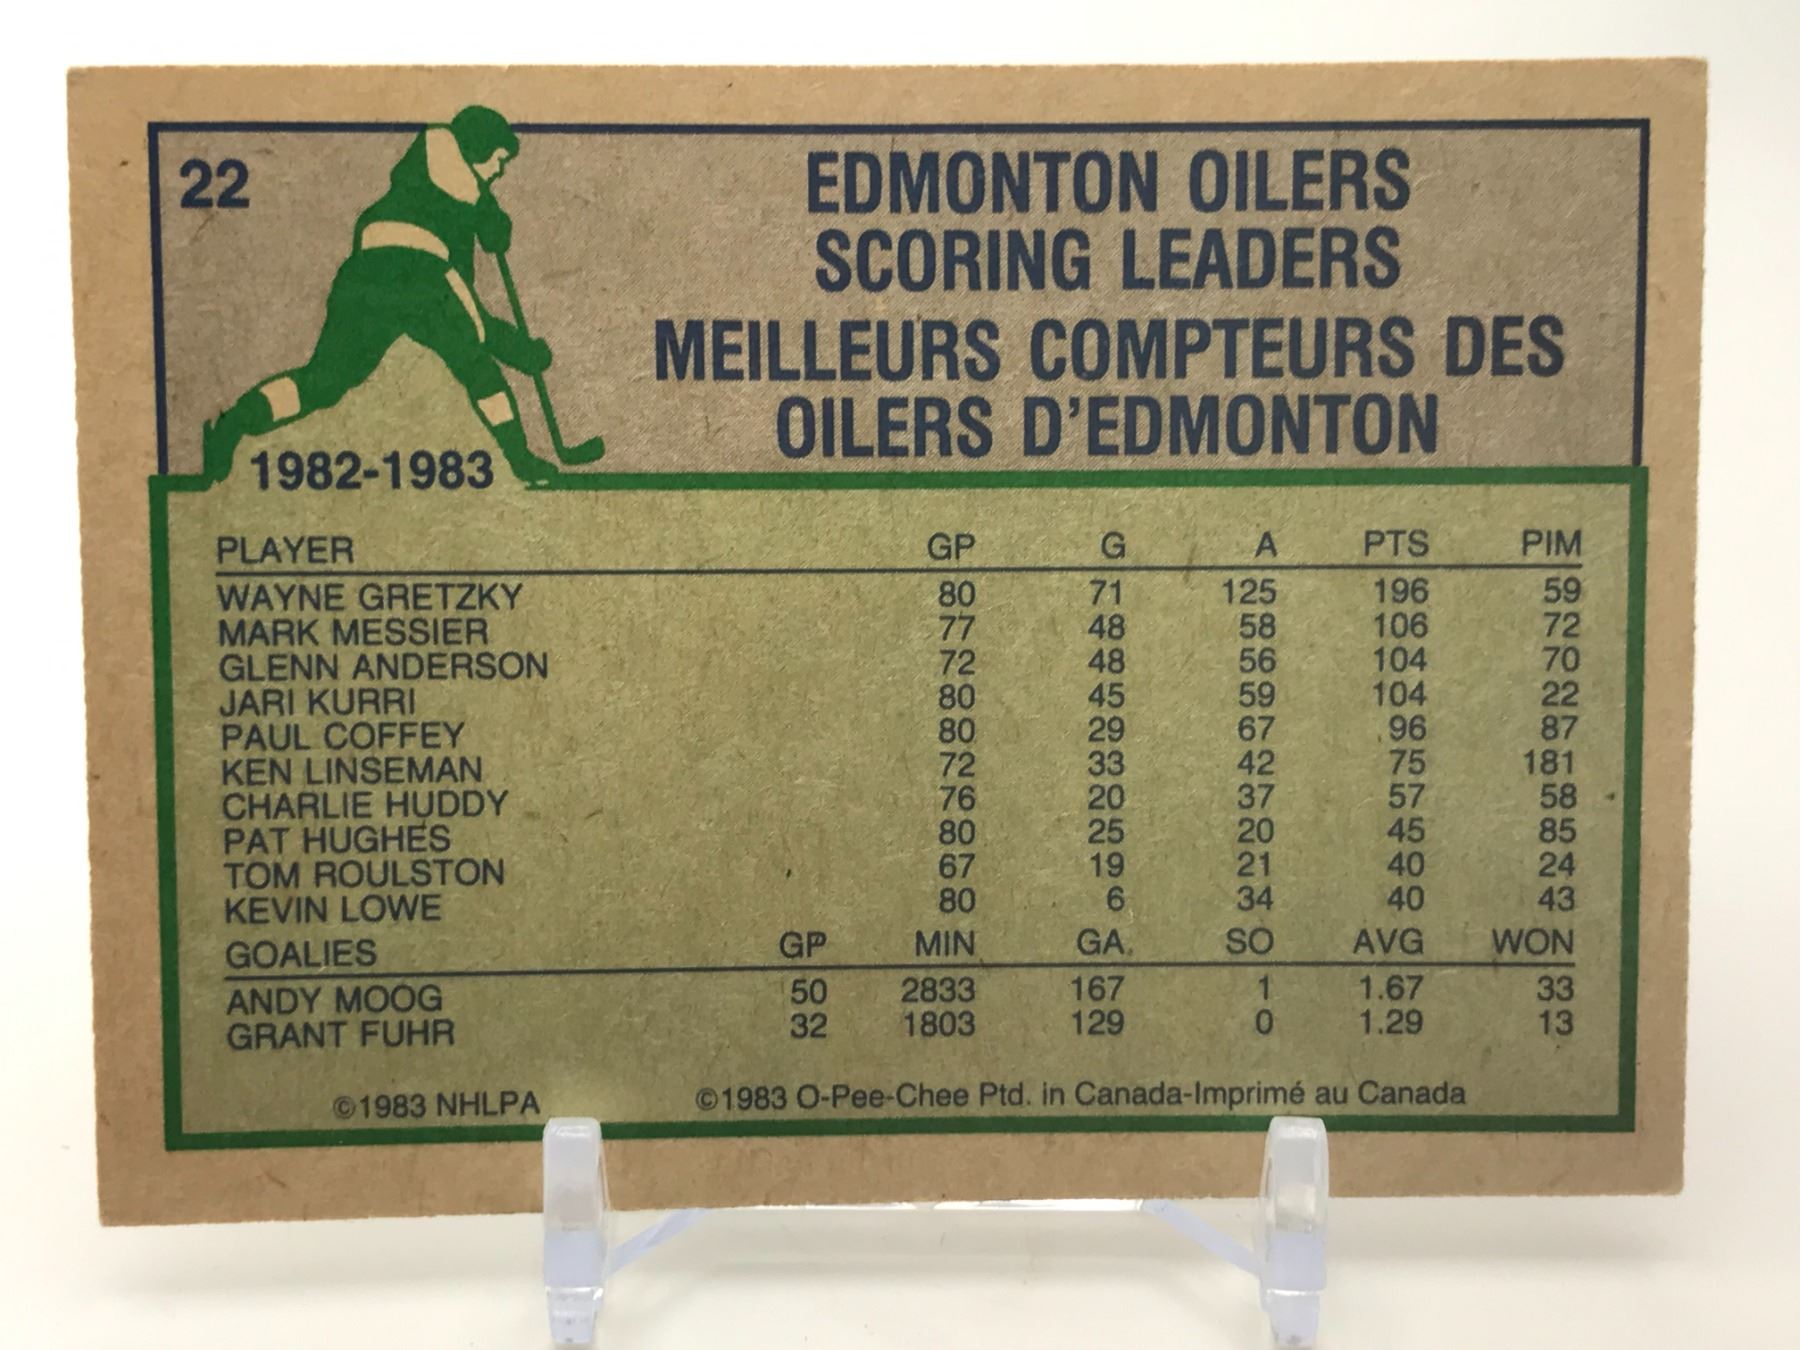 22
EDMONTON OILERS
SCORING LEADERS
MEILLEURS COMPTEURS DES
OILERS D'EDMONTON
1982-1983
PLAYER GP G A PTS PIM
WAYNE GRETZKY 80 71 125 196 59
MARK MESSIER 77 48 58 106 72
GLENN ANDERSON 72 48 56 104 70
JARI KURRI 80 45 59 104 22
PAUL COFFEY 80 29 67 96 87
KEN LINSEMAN 72 33 42 75 181
CHARLIE HUDDY 76 20 37 57 58
PAT HUGHES 80 25 20 45 85
TOM ROULSTON 67 19 21 40 24
KEVIN LOWE 80 6 34 40 43
GOALIES GP MIN GA. SO AVG WON
ANDY MOOG 50 2833 167 1 1.67 33
GRANT FUHR 32 1803 129 0 1.29 13
©1983 NHLPA ©1983 O-Pee-Chee Ptd. in Canada-Imprimé au Canada